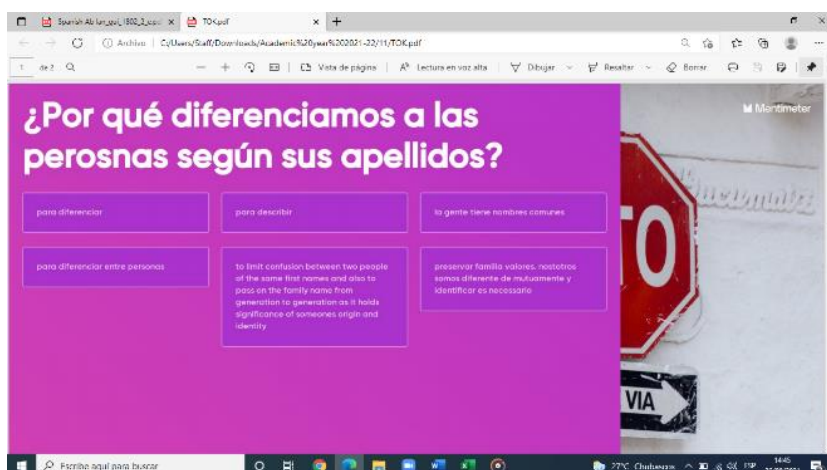 TOK.pdf
Archivo | C:/Users/Staff/Downloads/Academic%20year%202021-22/11/TOK.pdf
1 de 2
Vista de página
Lectura en voz alta
Dibujar
Resaltar
Borrar
¿Por qué diferenciamos a las
perosnas según sus apellidos?
Mentimeter
para diferenciar
para describir
la gente tiene nombres comunes
para diferenciar entre personas
to limit confusion between two people
of the same first names and also to
pass on the family name from
generation to generation as it holds
significance of someones origin and
identity
preservar familia valores. nostotros
somos diferente de mutuamente y
identificar es necessario
TO
VIA
Escribe aquí para buscar
27°C Chubascos
ESP
14:45